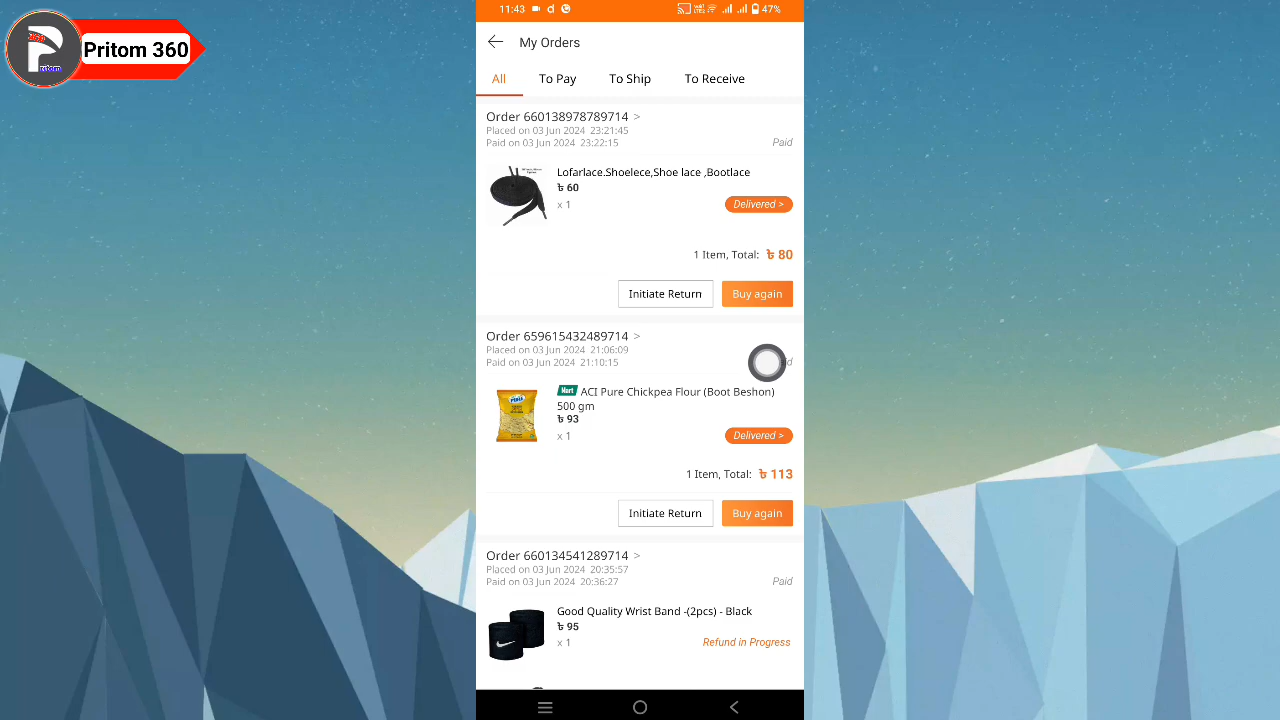 Pritom 360
360
Pritom
11:43
47%
My Orders
All
To Pay
To Ship
To Receive
Order 660138978789714 >
Placed on 03 Jun 2024 23:21:45
Paid on 03 Jun 2024 23:22:15
Paid
Lofarlace.Shoelece,Shoe lace ,Bootlace
৳ 60
x 1
Delivered >
1 Item, Total: ৳ 80
Initiate Return
Buy again
Order 659615432489714 >
Placed on 03 Jun 2024 21:06:09
Paid on 03 Jun 2024 21:10:15
Mart ACI Pure Chickpea Flour (Boot Beshon)
500 gm
৳ 93
x 1
Delivered >
1 Item, Total: ৳ 113
Initiate Return
Buy again
Order 660134541289714 >
Placed on 03 Jun 2024 20:35:57
Paid on 03 Jun 2024 20:36:27
Paid
Good Quality Wrist Band -(2pcs) - Black
৳ 95
x 1
Refund in Progress